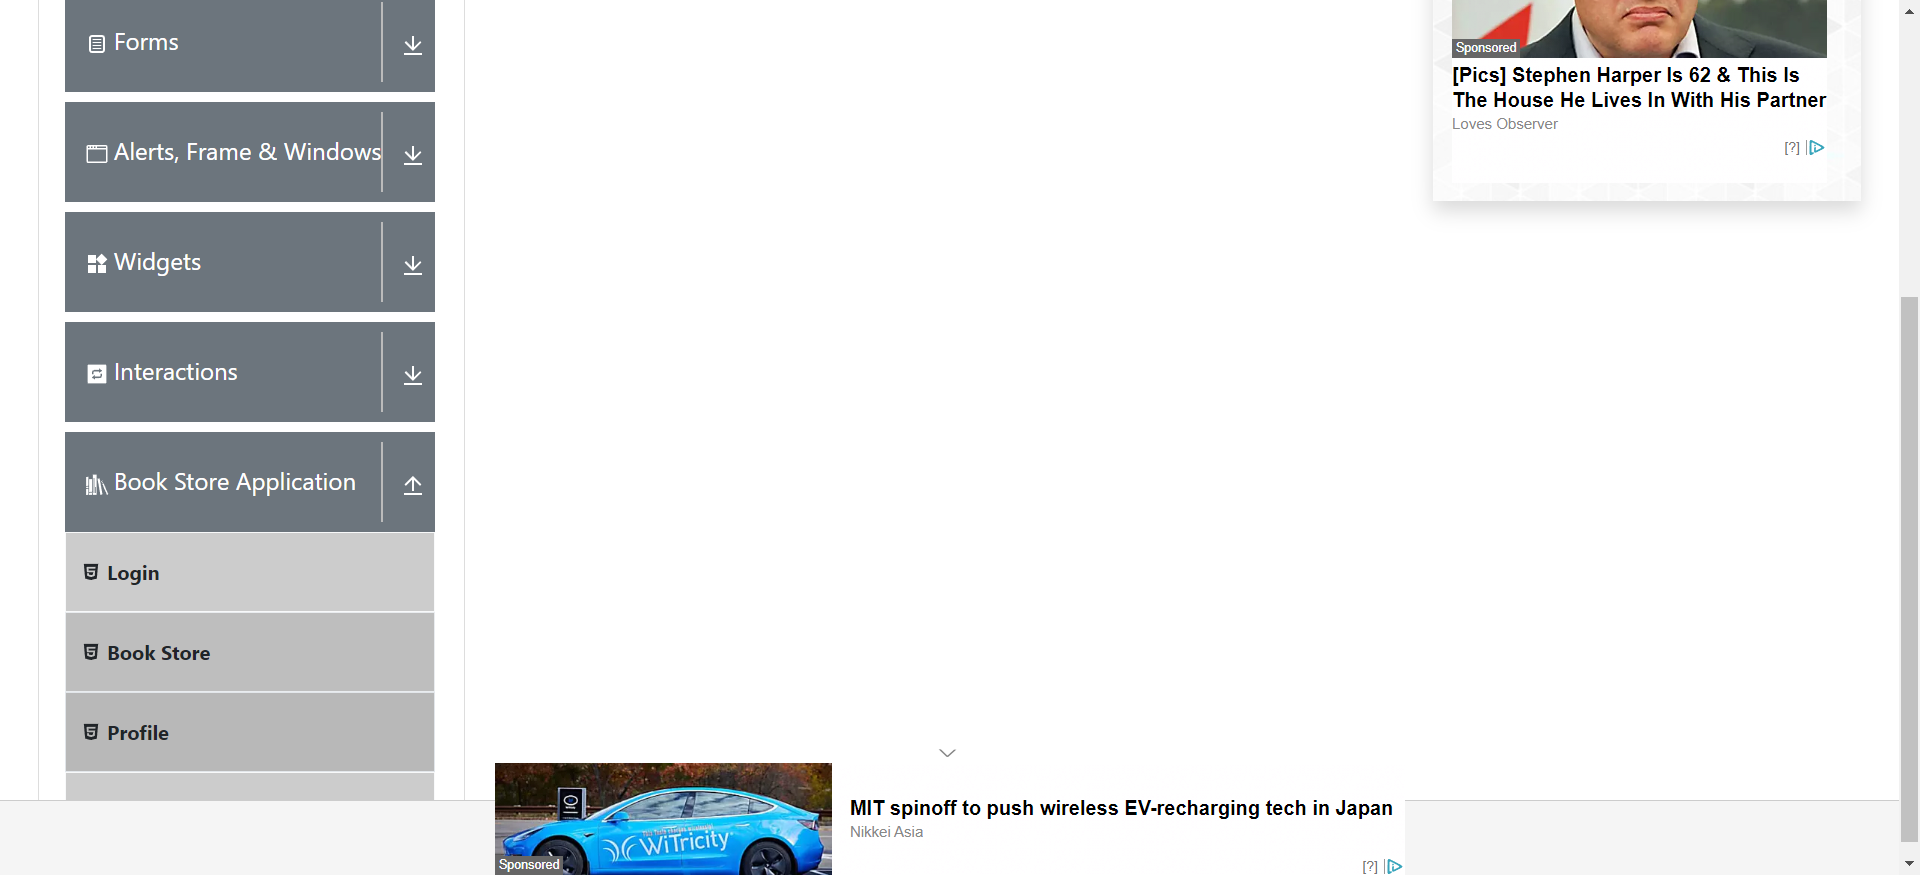 Forms
Alerts, Frame & Windows
Widgets
Interactions
Book Store Application
Login
Book Store
Profile
Sponsored
[Pics] Stephen Harper Is 62 & This Is
The House He Lives In With His Partner
Loves Observer
[?]
WiTricity
Sponsored
MIT spinoff to push wireless EV-recharging tech in Japan
Nikkei Asia
[?]